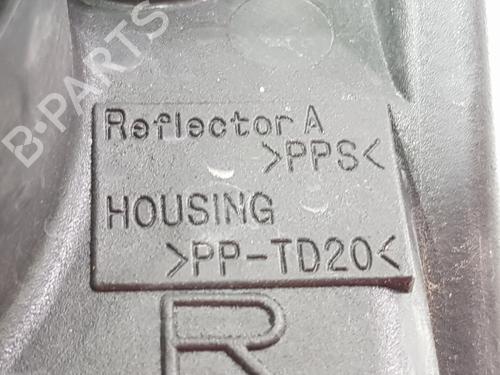 B-PARTS
Reflector A
>PPS<
HOUSING
>PP-TD20<
R